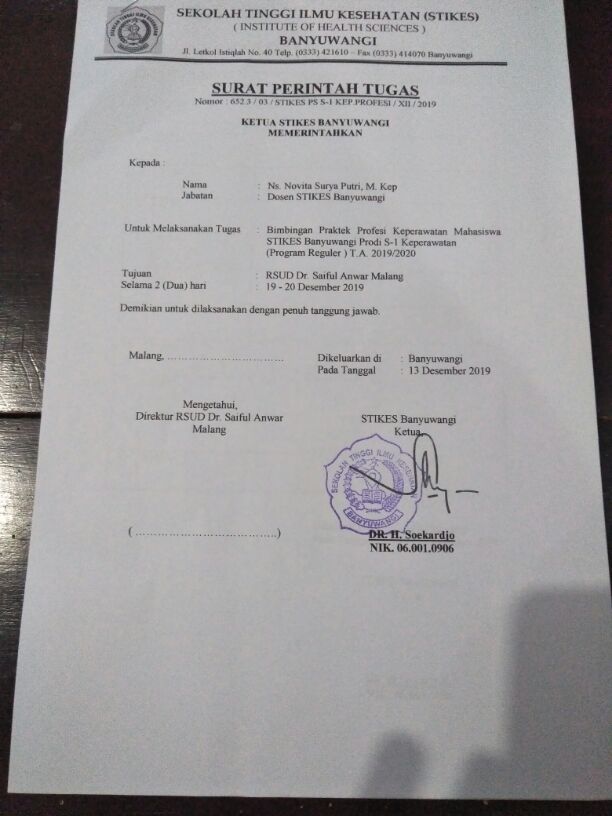 SEKOLAH TINGGI ILMU KESEHATAN (STIKES)
( INSTITUTE OF HEALTH SCIENCES )
BANYUWANGI
Jl. Letkol Istiqlah No. 40 Telp. (0333) 421610 – Fax (0333) 414070 Banyuwangi
SURAT PERINTAH TUGAS
Nomor : 652.3 / 03 / STIKES PS S-1 KEP.PROFESI / XII / 2019
KETUA STIKES BANYUWANGI
MEMERINTAHKAN
Kepada :
Nama : Ns. Novita Surya Putri, M. Kep
Jabatan : Dosen STIKES Banyuwangi
Untuk Melaksanakan Tugas : Bimbingan Praktek Profesi Keperawatan Mahasiswa
STIKES Banyuwangi Prodi S-1 Keperawatan
(Program Reguler ) T.A. 2019/2020
Tujuan : RSUD Dr. Saiful Anwar Malang
Selama 2 (Dua) hari : 19 - 20 Desember 2019
Demikian untuk dilaksanakan dengan penuh tanggung jawab.
Malang, ................................
Dikeluarkan di : Banyuwangi
Pada Tanggal : 13 Desember 2019
Mengetahui,
Direktur RSUD Dr. Saiful Anwar
Malang
(.......................................)
STIKES Banyuwangi
Ketua,
SEKOLAH TINGGI ILMU KESEHATAN
BANYUWANGI
DR. H. Soekardjo
NIK. 06.001.0906